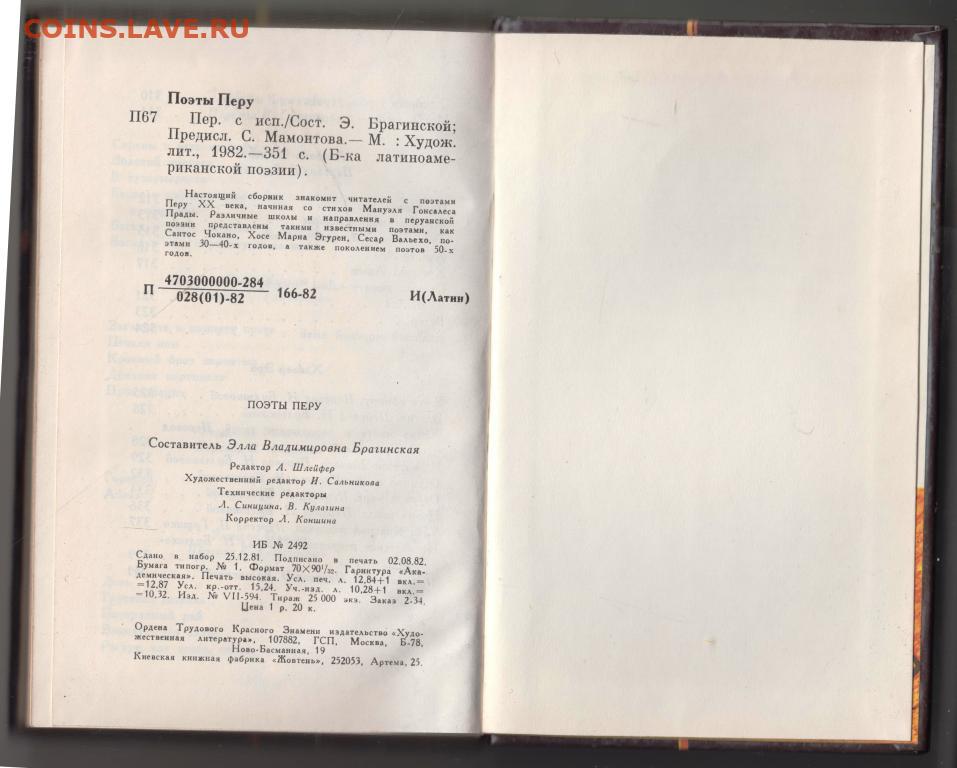 COINS.LAVE.RU
Поэты Перу
П67 Пер. с исп./Сост. Э. Брагинской;
Предисл. С. Мамонтова.— М. : Худож.
лит., 1982.—351 с. (Б-ка латиноаме-
риканской поэзии).
Настоящий сборник знакомит читателей с поэтами
Перу XX века, начиная со стихов Мануэля Гонсалеса
Прады. Различные школы и направления в перуанской
поэзии представлены такими известными поэтами, как
Сантос Чокано, Хосе Мариа Эгурен, Сесар Вальехо, по-
этами 30—40-х годов, а также поколением поэтов 50-х
годов.
4703000000-284
П 166-82 И(Латин)
028(01)-82
ПОЭТЫ ПЕРУ
Составитель Элла Владимировна Брагинская
Редактор А. Шлейфер
Художественный редактор И. Сальникова
Технические редакторы
Л. Синицина, В. Кулагина
Корректор Л. Коншина
ИБ № 2492
Сдано в набор 25.12.81. Подписано в печать 02.08.82.
Бумага типогр. № 1. Формат 70×90¹/₃₂. Гарнитура «Ака-
демическая». Печать высокая. Усл. печ. л. 12,84+1 вкл.=
=12,87 Усл. кр.-отт. 15,24. Уч.-изд. л. 10,28+1 вкл.=
=10,32. Изд. № VII-594. Тираж 25 000 экз. Заказ 2-34.
Цена 1 р. 20 к.
Ордена Трудового Красного Знамени издательство «Худо-
жественная литература», 107882, ГСП, Москва, Б-78,
Ново-Басманная, 19
Киевская книжная фабрика «Жовтень», 252053, Артема, 25.